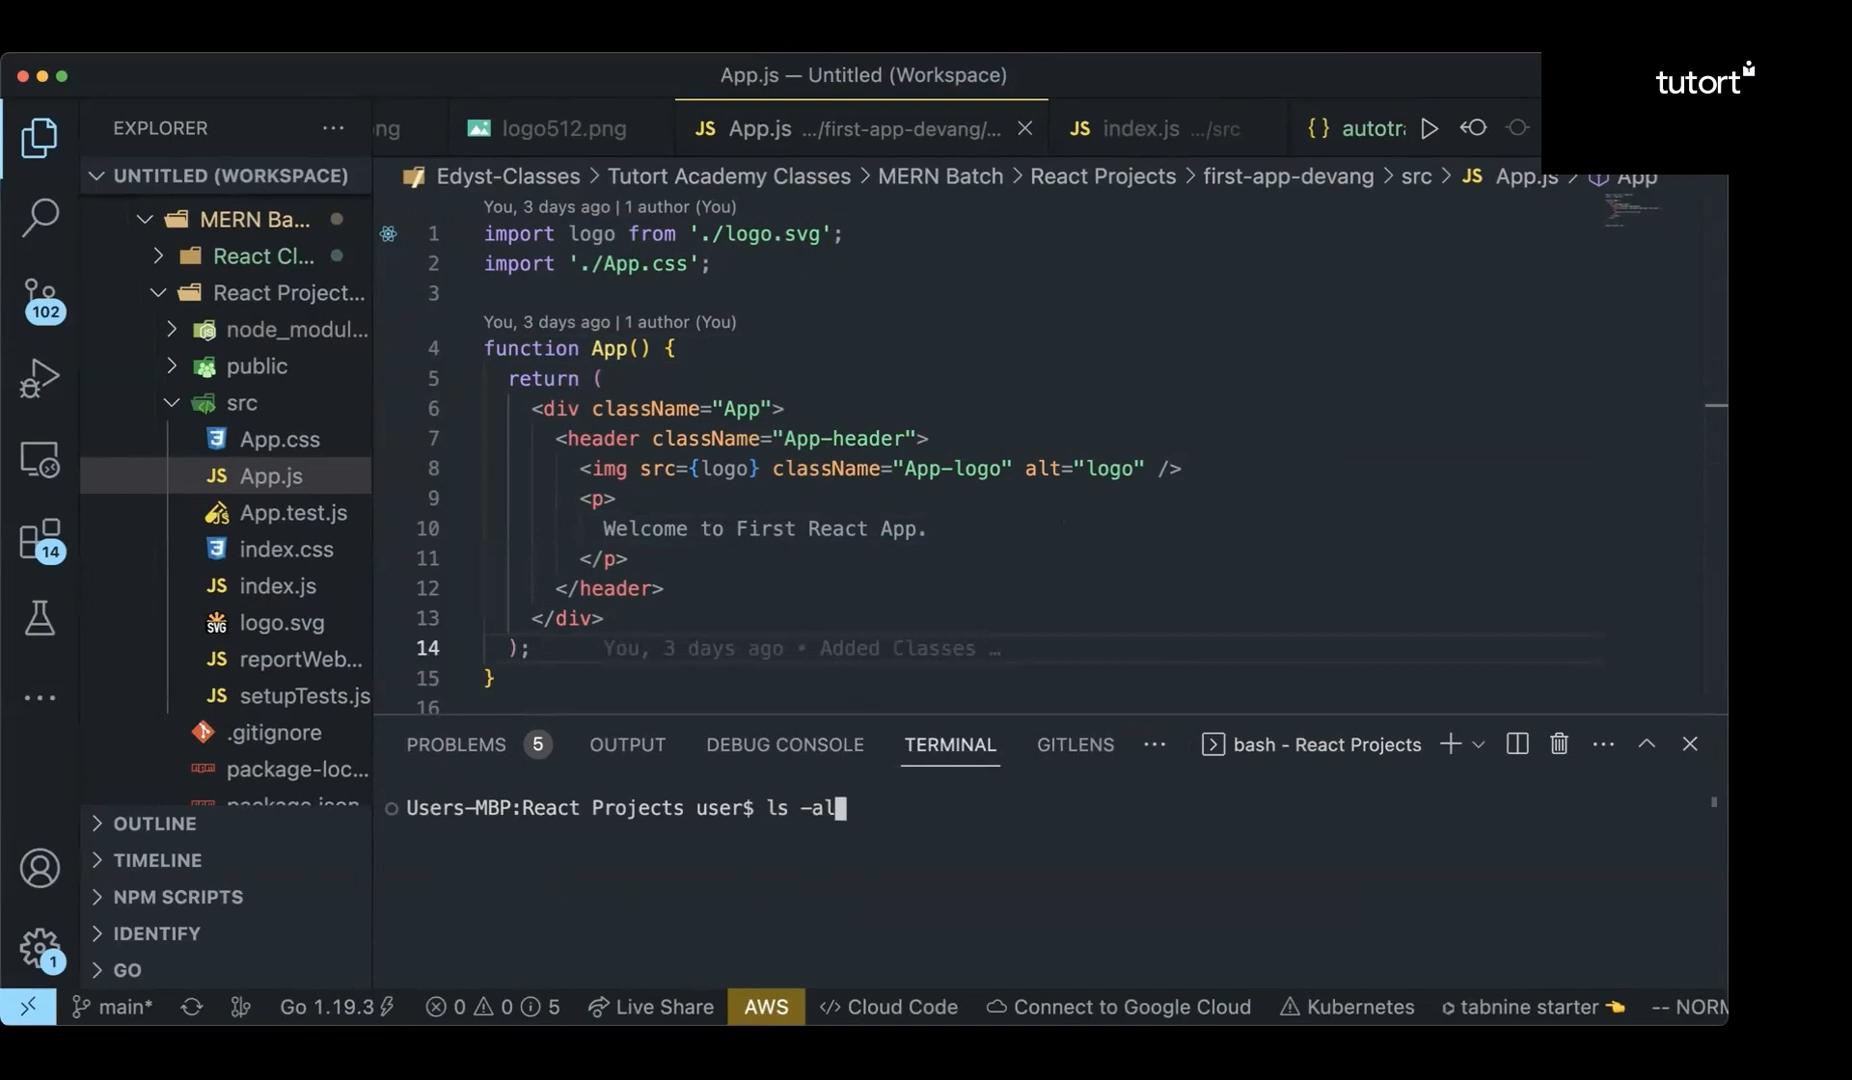 App.js — Untitled (Workspace)
tutort
EXPLORER
ng
logo512.png
JS App.js .../first-app-devang/...
JS index.js .../src
{} autotr
UNTITLED (WORKSPACE)
Edyst-Classes > Tutort Academy Classes > MERN Batch > React Projects > first-app-devang > src > JS App.js > App
MERN Ba...
React Cl...
React Project...
node_modul...
public
src
App.css
JS App.js
App.test.js
index.css
JS index.js
SVG logo.svg
JS reportWeb...
JS setupTests.js
.gitignore
package-loc...
package.json
102
14
1
OUTLINE
TIMELINE
NPM SCRIPTS
IDENTIFY
GO
You, 3 days ago | 1 author (You)
1 import logo from './logo.svg';
2 import './App.css';
3
You, 3 days ago | 1 author (You)
4 function App() {
5 return (
6 <div className="App">
7 <header className="App-header">
8 <img src={logo} className="App-logo" alt="logo" />
9 <p>
10 Welcome to First React App.
11 </p>
12 </header>
13 </div>
14 ); You, 3 days ago • Added Classes …
15 }
16
PROBLEMS 5 OUTPUT DEBUG CONSOLE TERMINAL GITLENS ... bash - React Projects
Users-MBP:React Projects user$ ls -al
main* Go 1.19.3 0 0 5 Live Share AWS Cloud Code Connect to Google Cloud Kubernetes tabnine starter -- NORM